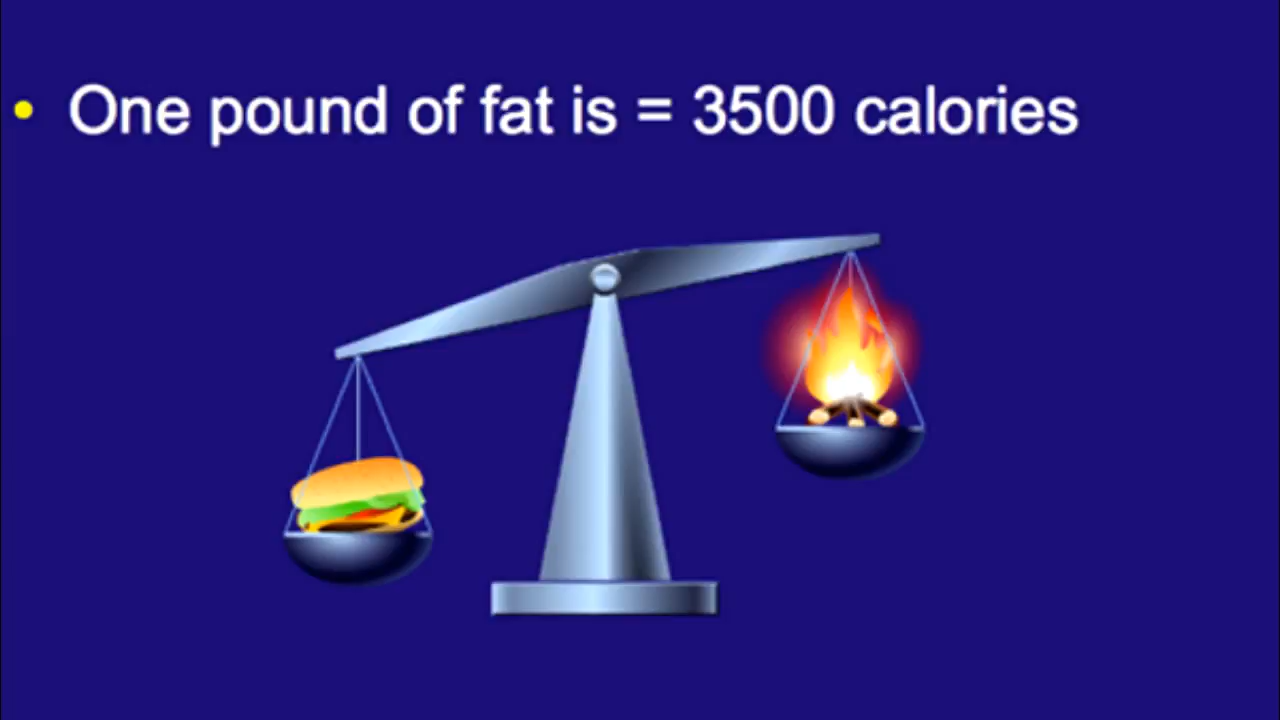 • One pound of fat is = 3500 calories